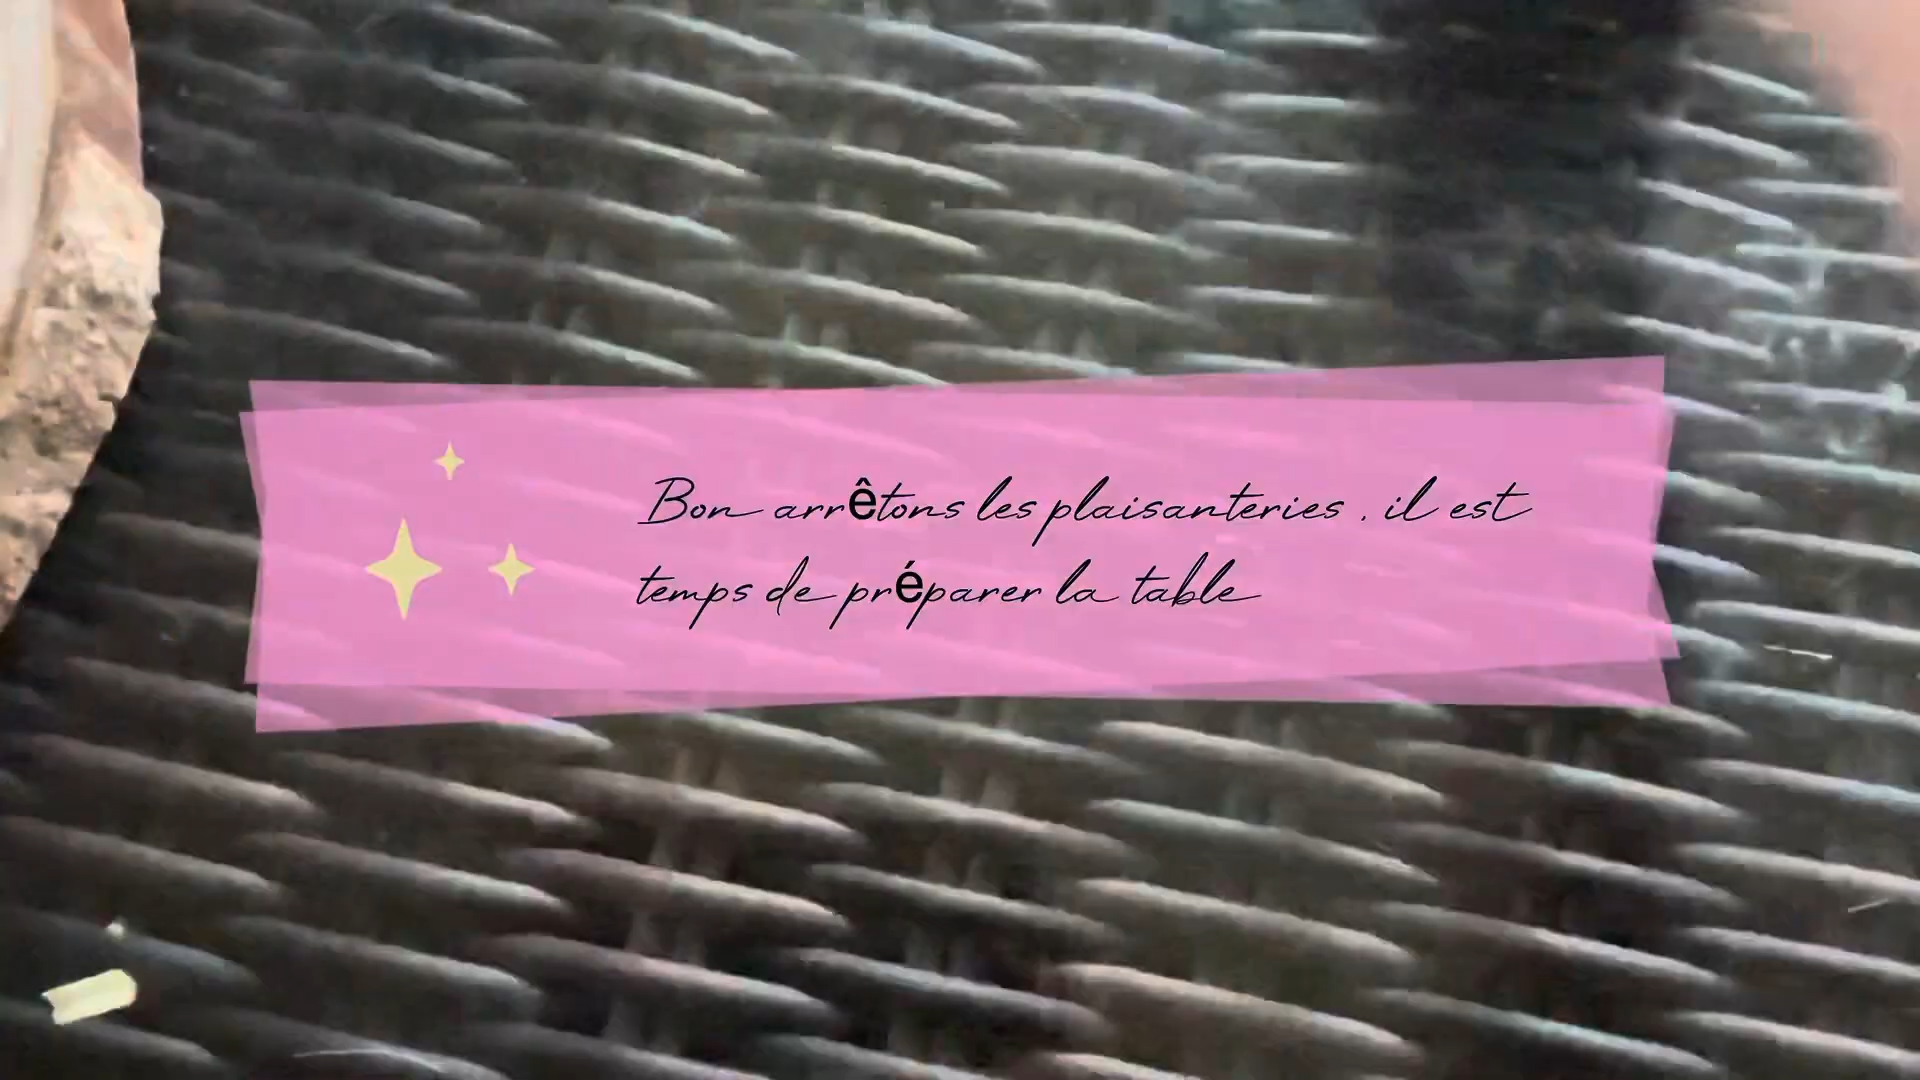 Bon arrêtons les plaisanteries , il est
temps de préparer la table